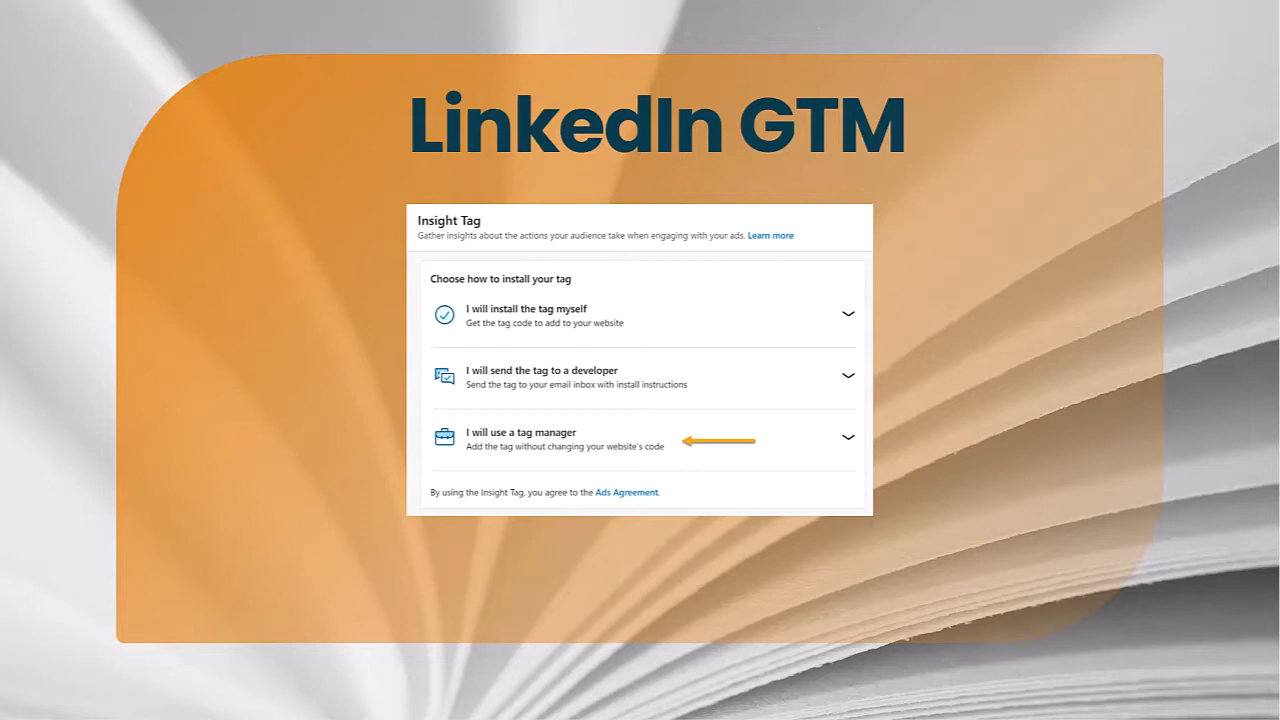 LinkedIn GTM
Insight Tag
Gather insights about the actions your audience take when engaging with your ads. Learn more
Choose how to install your tag
I will install the tag myself
Get the tag code to add to your website
I will send the tag to a developer
Send the tag to your email inbox with install instructions
I will use a tag manager
Add the tag without changing your website's code
By using the Insight Tag, you agree to the Ads Agreement.